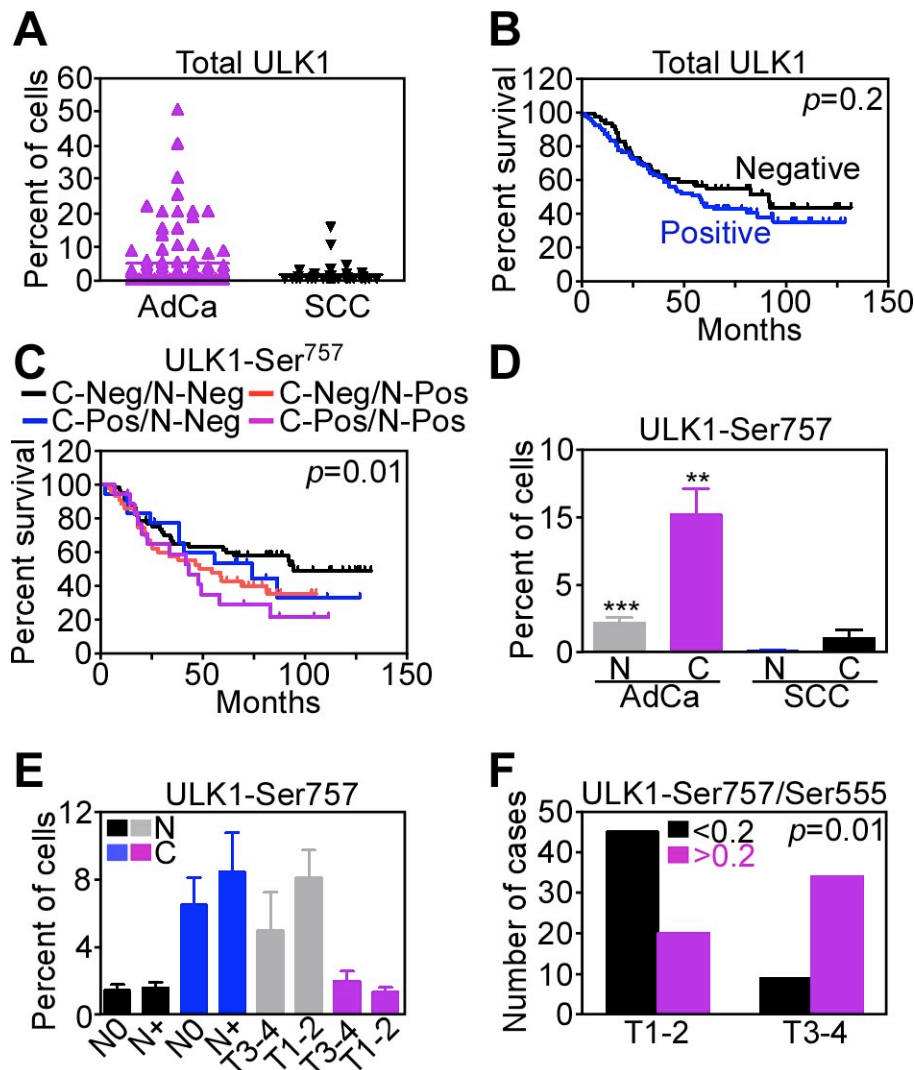 A
Total ULK1
Percent of cells
60
50
40
30
20
10
0
AdCa
SCC
B
Total ULK1
Percent survival
120
100
80
60
40
20
0
p=0.2
Negative
Positive
0
50
100
150
Months
C
ULK1-Ser757
C-Neg/N-Neg
C-Neg/N-Pos
C-Pos/N-Neg
C-Pos/N-Pos
Percent survival
120
100
80
60
40
20
0
p=0.01
0
50
100
150
Months
D
ULK1-Ser757
Percent of cells
10
15
5
0
***
**
N
C
N
C
AdCa
SCC
E
ULK1-Ser757
Percent of cells
12
8
4
0
N
C
N0
N+
N0
N+
T3-4
T1-2
T3-4
T1-2
F
ULK1-Ser757/Ser555
Number of cases
50
40
30
20
10
0
<0.2
>0.2
p=0.01
T1-2
T3-4